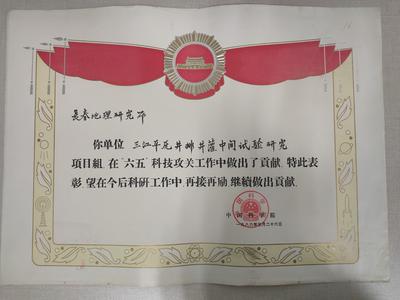 长春地理研究所
你单位 三江平原井排井灌中间试验研究
项目组, 在“六五”科技攻关工作中做出了贡献. 特此表
彰, 望在今后科研工作中, 再接再励, 继续做出贡献.
中国科学院